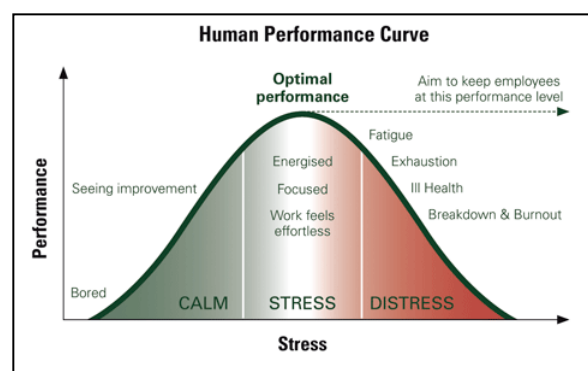 Human Performance Curve
Optimal
performance
Aim to keep employees
at this performance level
Fatigue
Energised
Exhaustion
Seeing improvement
Focused
Ill Health
Work feels
effortless
Breakdown & Burnout
Performance
Bored
CALM
STRESS
DISTRESS
Stress